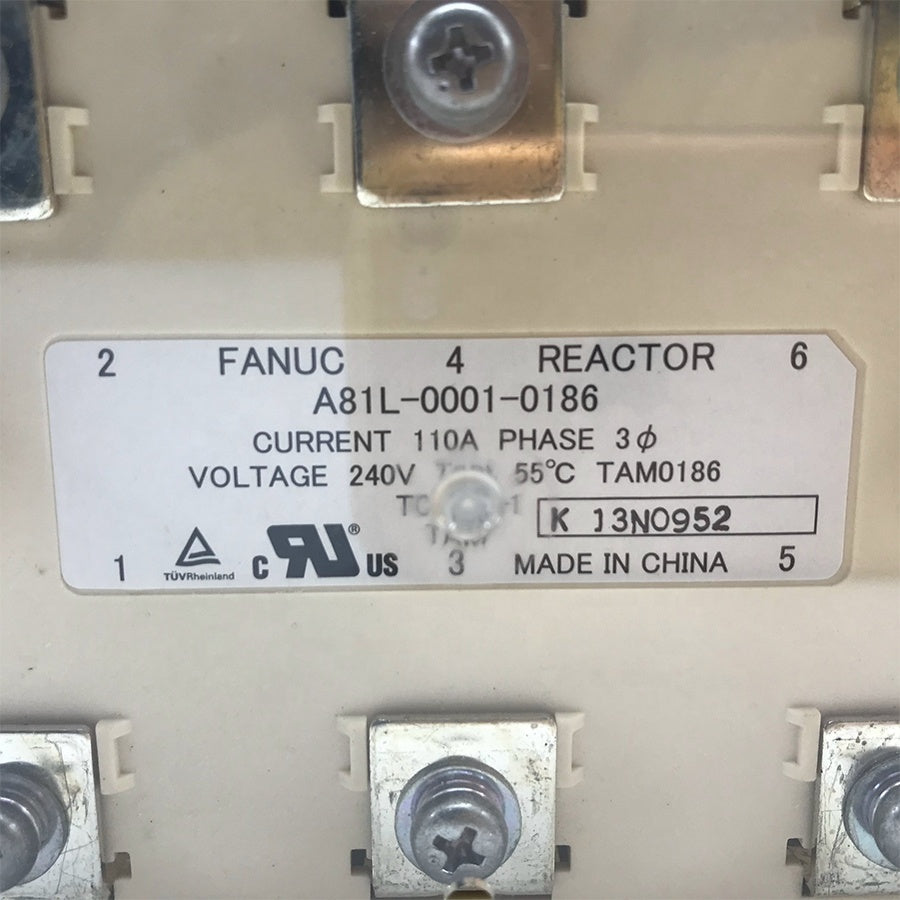 2 FANUC 4 REACTOR 6
A81L-0001-0186
CURRENT 110A PHASE 3φ
VOLTAGE 240V 55℃ TAM0186
K 13N0952
1 TÜVRheinland C RU® US 3 MADE IN CHINA 5